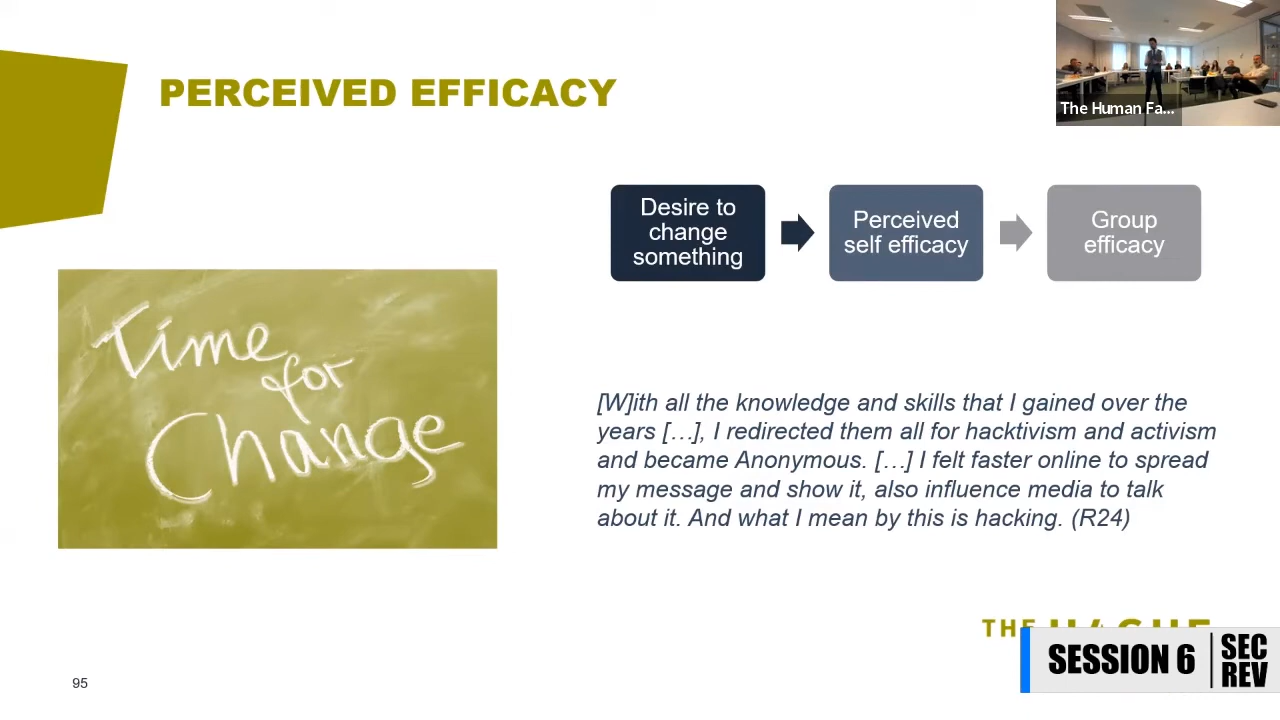 PERCEIVED EFFICACY
The Human Fa...
Desire to
change
something
Perceived
self efficacy
Group
efficacy
Time
for
Change
[W]ith all the knowledge and skills that I gained over the
years […], I redirected them all for hacktivism and activism
and became Anonymous. […] I felt faster online to spread
my message and show it, also influence media to talk
about it. And what I mean by this is hacking. (R24)
THE HAGUE
SESSION 6
SEC
REV
95